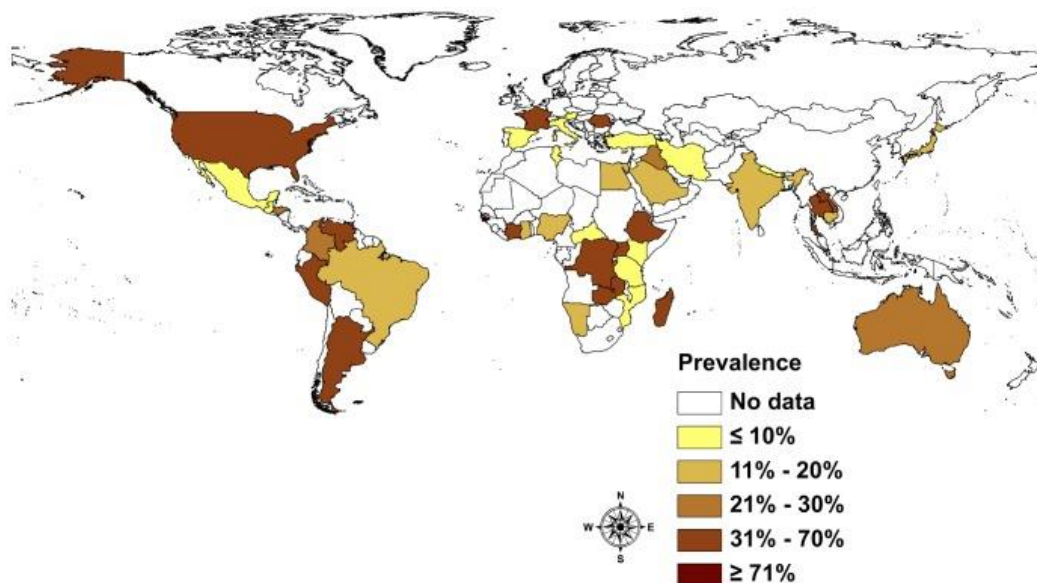 Prevalence
No data
≤ 10%
11% - 20%
21% - 30%
31% - 70%
≥ 71%
N
W E
S